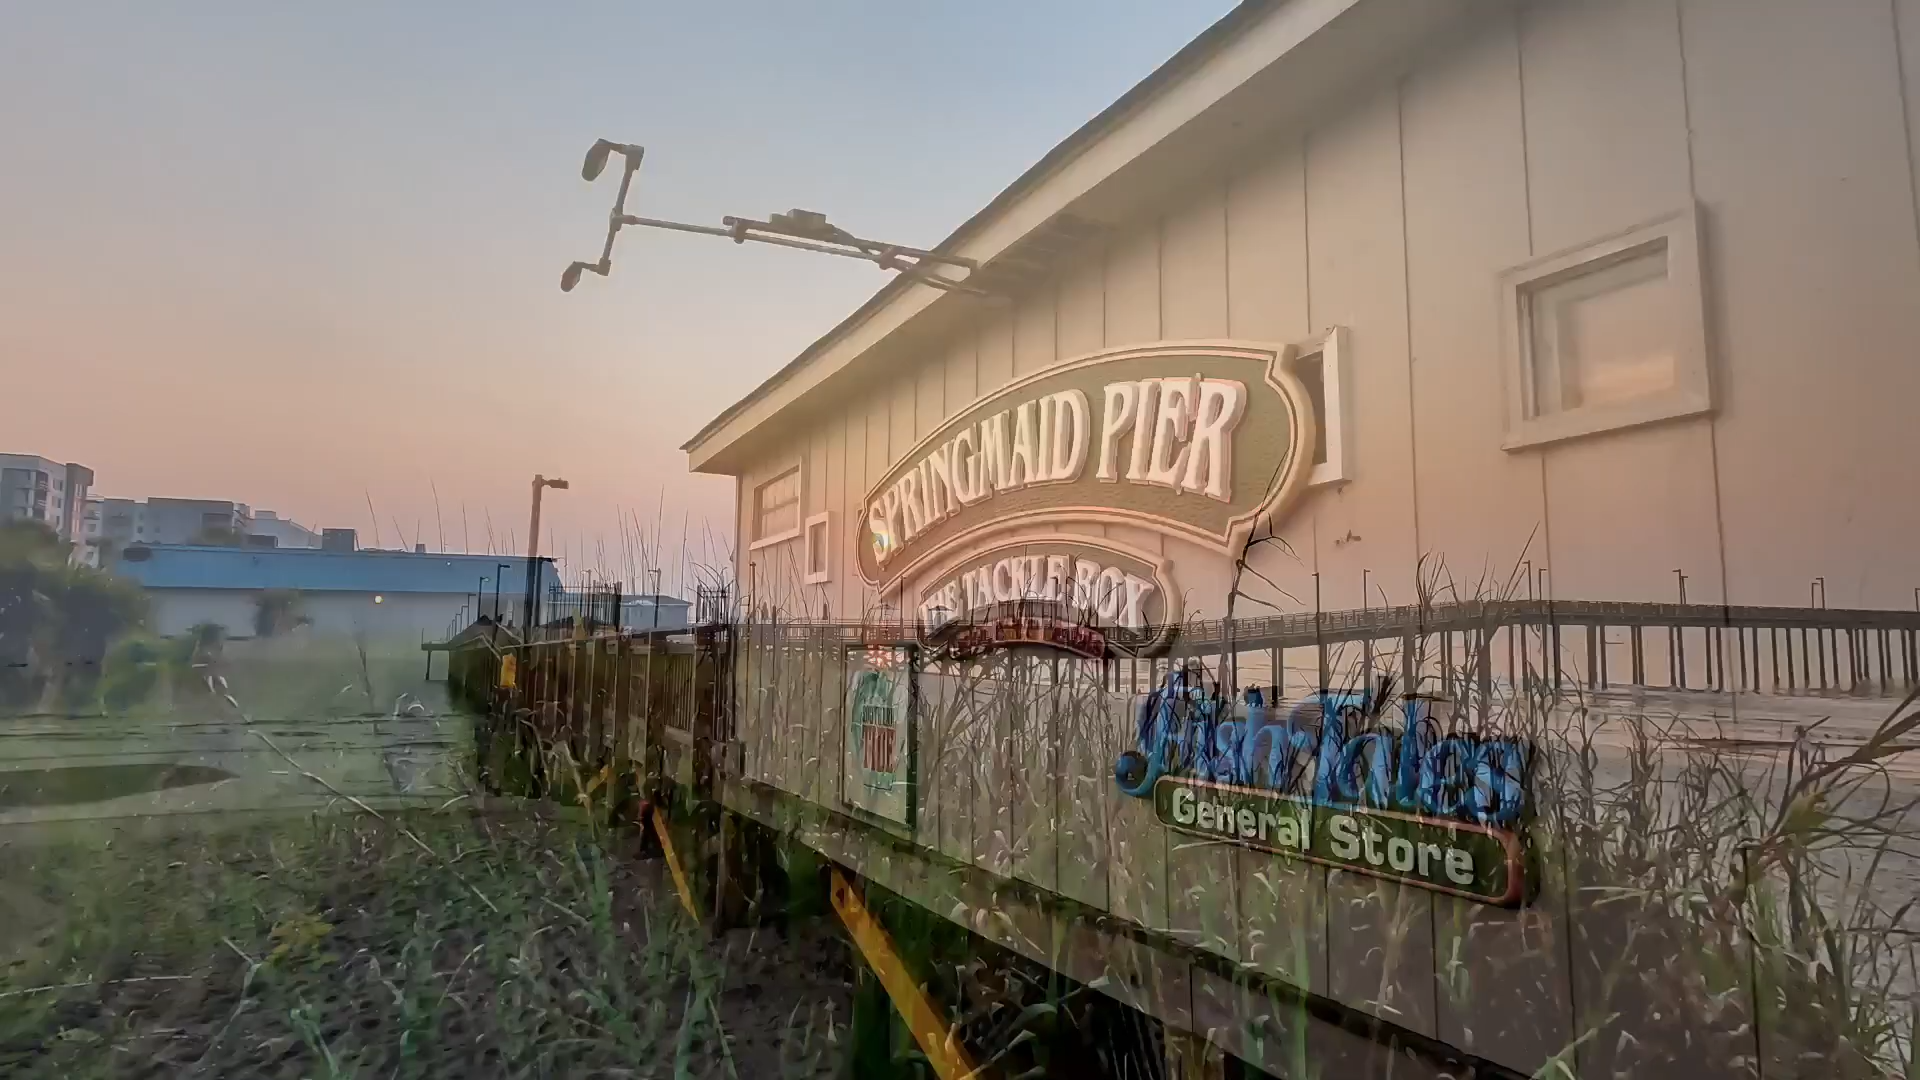 SPRINGMAID PIER
THE TACKLE BOX
Fish Tales
General Store